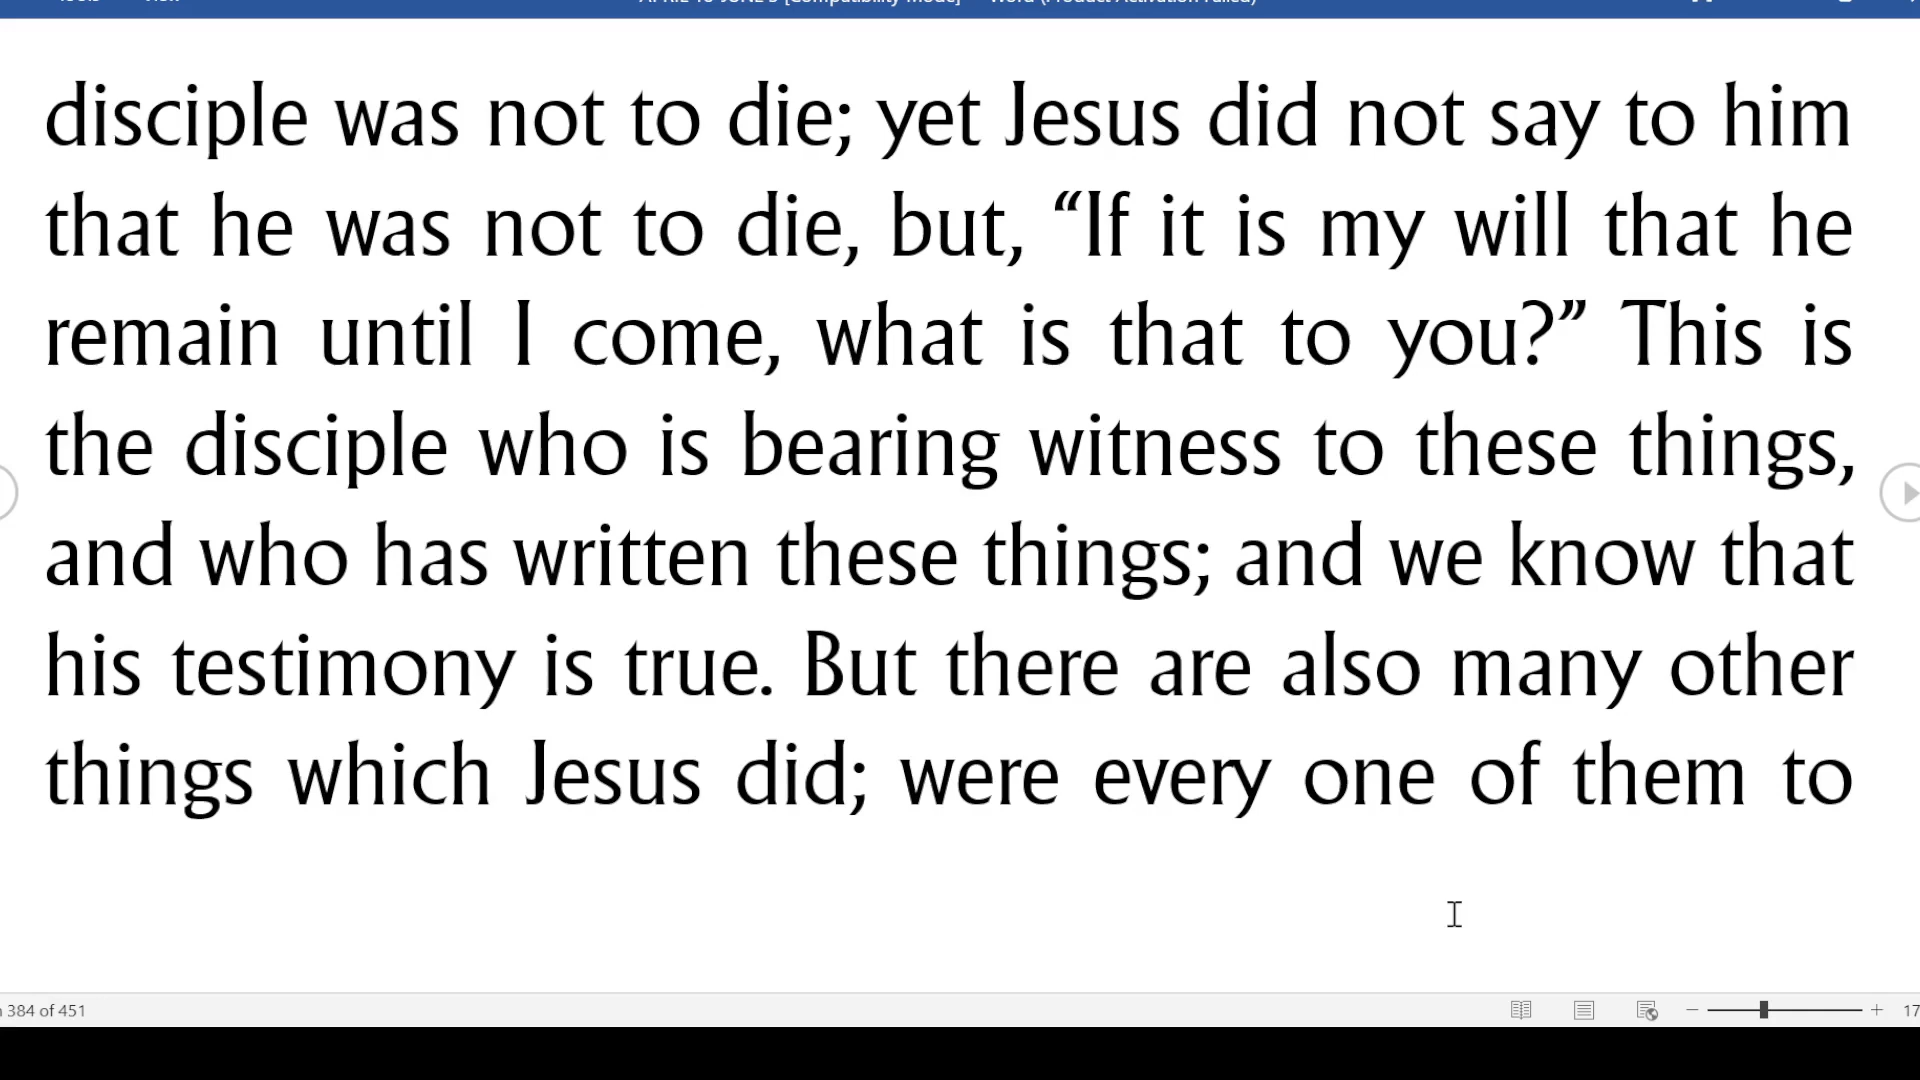 disciple was not to die; yet Jesus did not say to him
that he was not to die, but, “If it is my will that he
remain until I come, what is that to you?” This is
the disciple who is bearing witness to these things,
and who has written these things; and we know that
his testimony is true. But there are also many other
things which Jesus did; were every one of them to
384 of 451
17